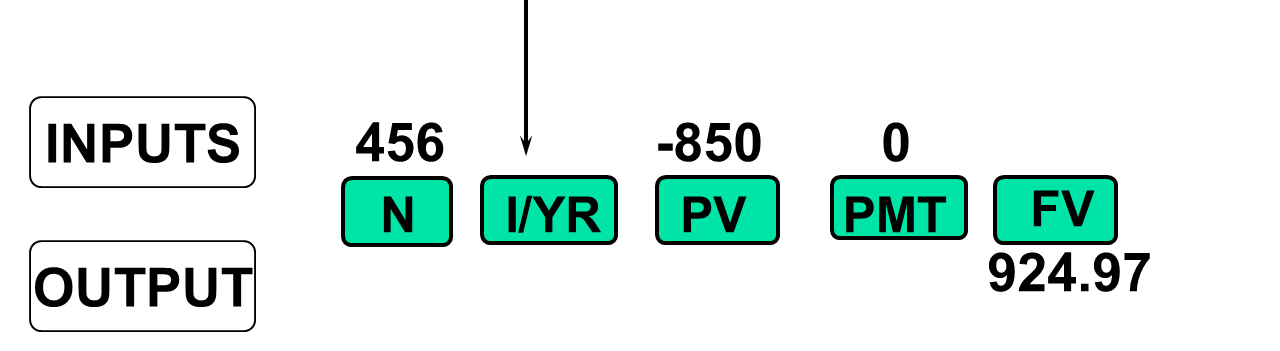 INPUTS 456 -850 0
N I/YR PV PMT FV
OUTPUT 924.97